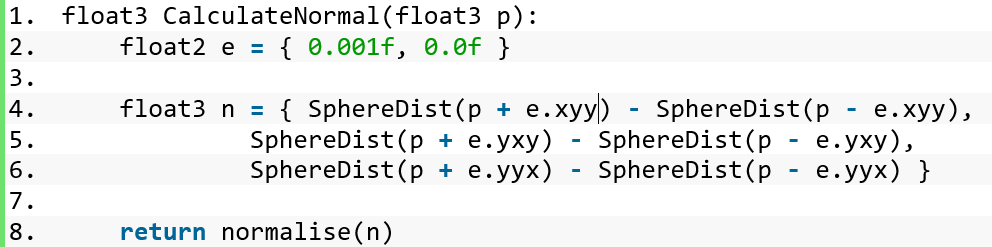 1. float3 CalculateNormal(float3 p):
2.     float2 e = { 0.001f, 0.0f }
3.
4.     float3 n = { SphereDist(p + e.xyy) - SphereDist(p - e.xyy),
5.              SphereDist(p + e.yxy) - SphereDist(p - e.yxy),
6.              SphereDist(p + e.yyx) - SphereDist(p - e.yyx) }
7.
8.     return normalise(n)